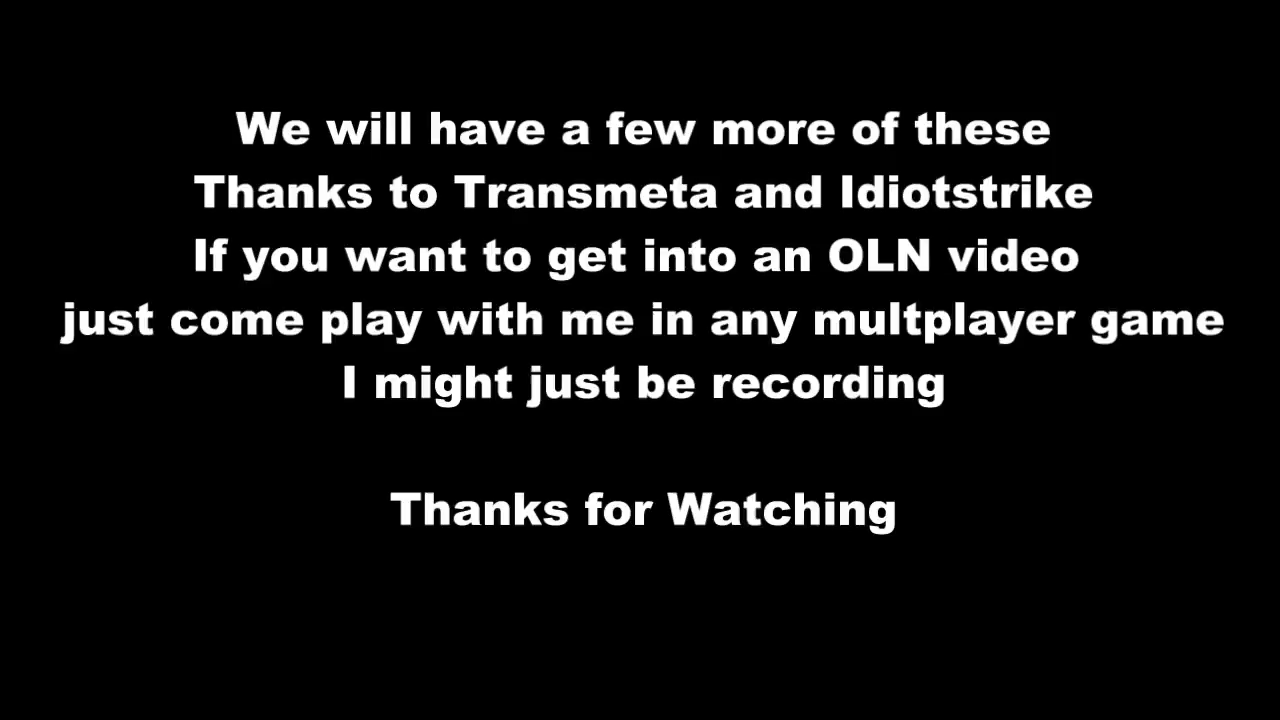 We will have a few more of these
Thanks to Transmeta and Idiotstrike
If you want to get into an OLN video
just come play with me in any multplayer game
I might just be recording
Thanks for Watching